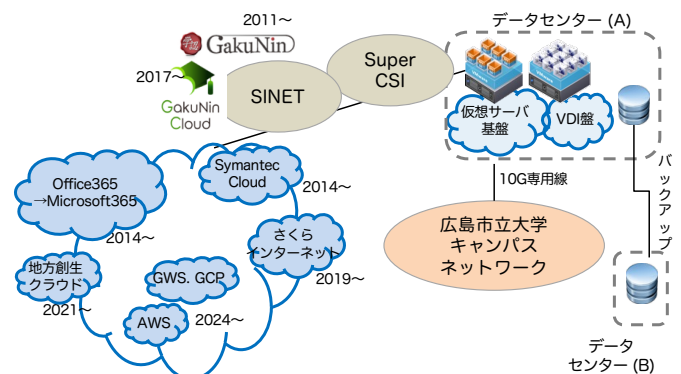 2011～
学認 GakuNin
2017～
GakuNin
Cloud
SINET
Super
CSI
データセンター (A)
仮想サーバ
基盤
VDI盤
バックアップ
10G専用線
広島市立大学
キャンパス
ネットワーク
データ
センター (B)
Office365
→Microsoft365
2014～
Symantec
Cloud
2014～
さくら
インターネット
2019～
地方創生
クラウド
2021～
GWS. GCP
AWS
2024～